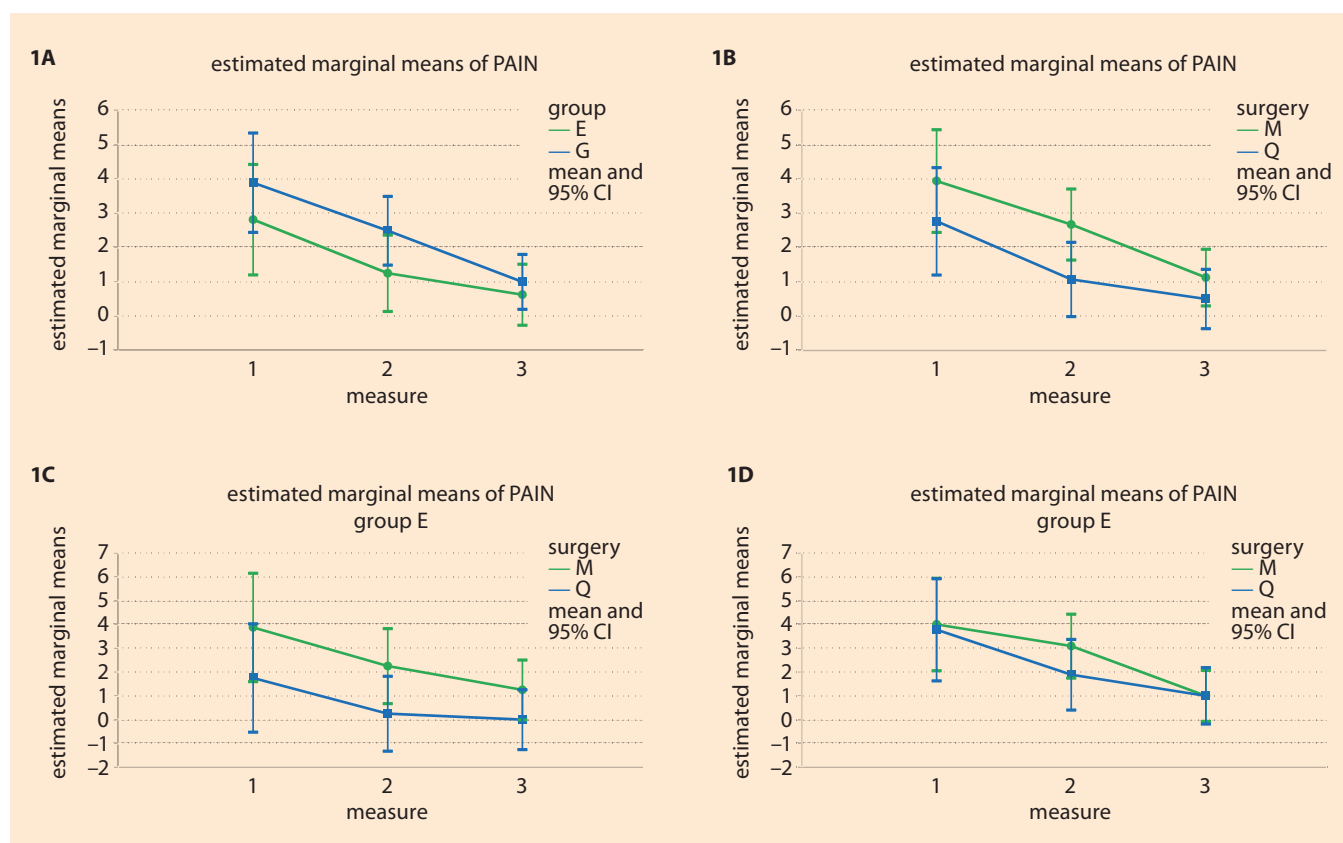 1A
estimated marginal means of PAIN
estimated marginal means
6
5
4
3
2
1
0
–1
1 2 3
measure
group
E
G
mean and
95% CI
1B
estimated marginal means of PAIN
estimated marginal means
6
5
4
3
2
1
0
–1
1 2 3
measure
surgery
M
Q
mean and
95% CI
1C
estimated marginal means of PAIN
group E
estimated marginal means
7
6
5
4
3
2
1
0
–1
–2
1 2 3
measure
surgery
M
Q
mean and
95% CI
1D
estimated marginal means of PAIN
group E
estimated marginal means
7
6
5
4
3
2
1
0
–1
–2
1 2 3
measure
surgery
M
Q
mean and
95% CI